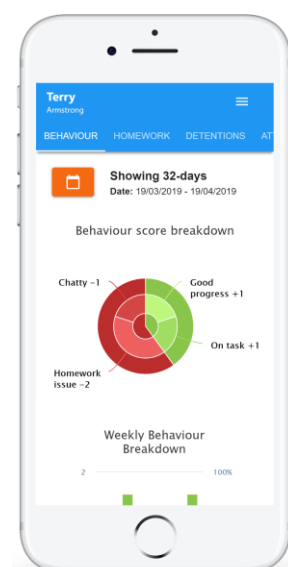 Terry
Armstrong
BEHAVIOUR HOMEWORK DETENTIONS AT
Showing 32-days
Date: 19/03/2019 - 19/04/2019
Behaviour score breakdown
Chatty -1
Good
progress +1
On task +1
Homework
issue -2
Weekly Behaviour
Breakdown
2 100%